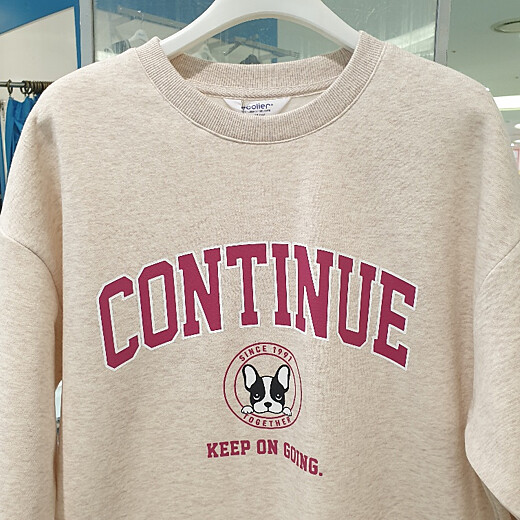 CONTINUE
SINCE 1991
TOGETHER
KEEP ON GOING.